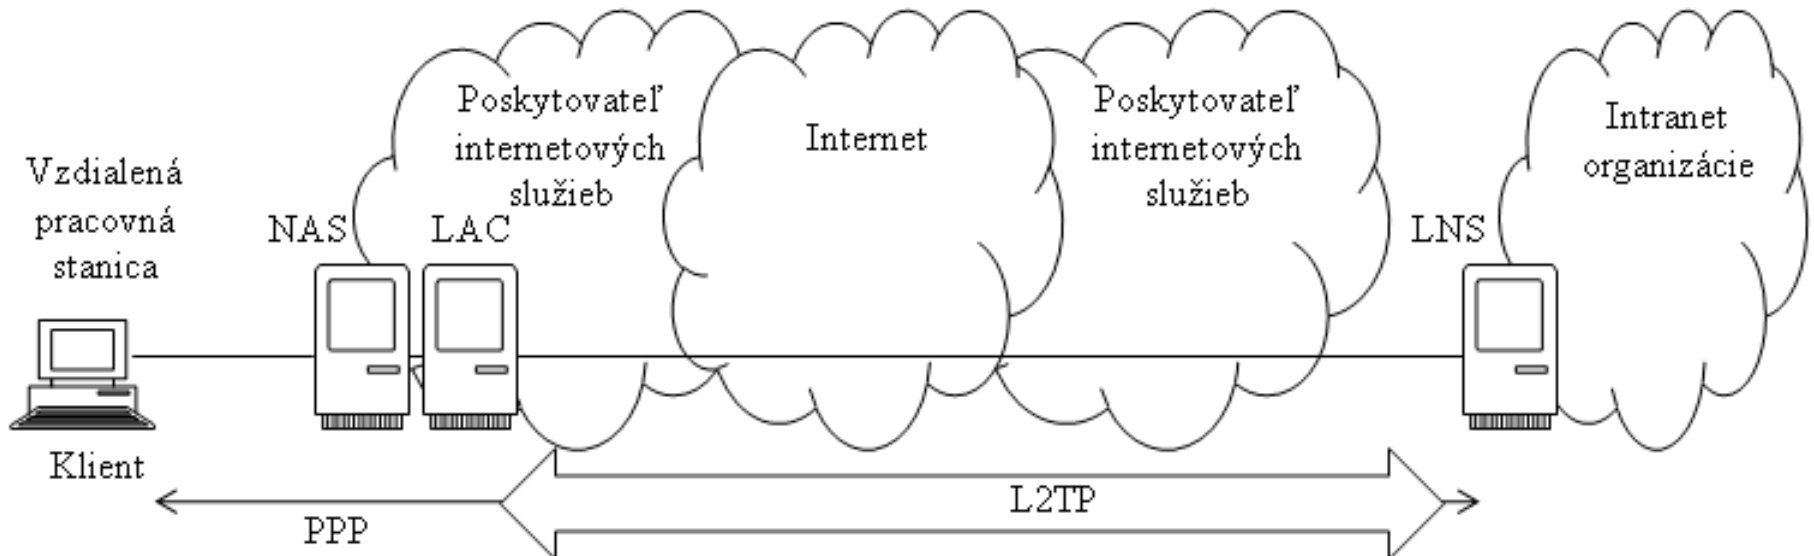 Vzdialená
pracovná
stanica
Klient
NAS
LAC
Poskytovateľ
internetových
služieb
Internet
Poskytovateľ
internetových
služieb
LNS
Intranet
organizácie
PPP
L2TP